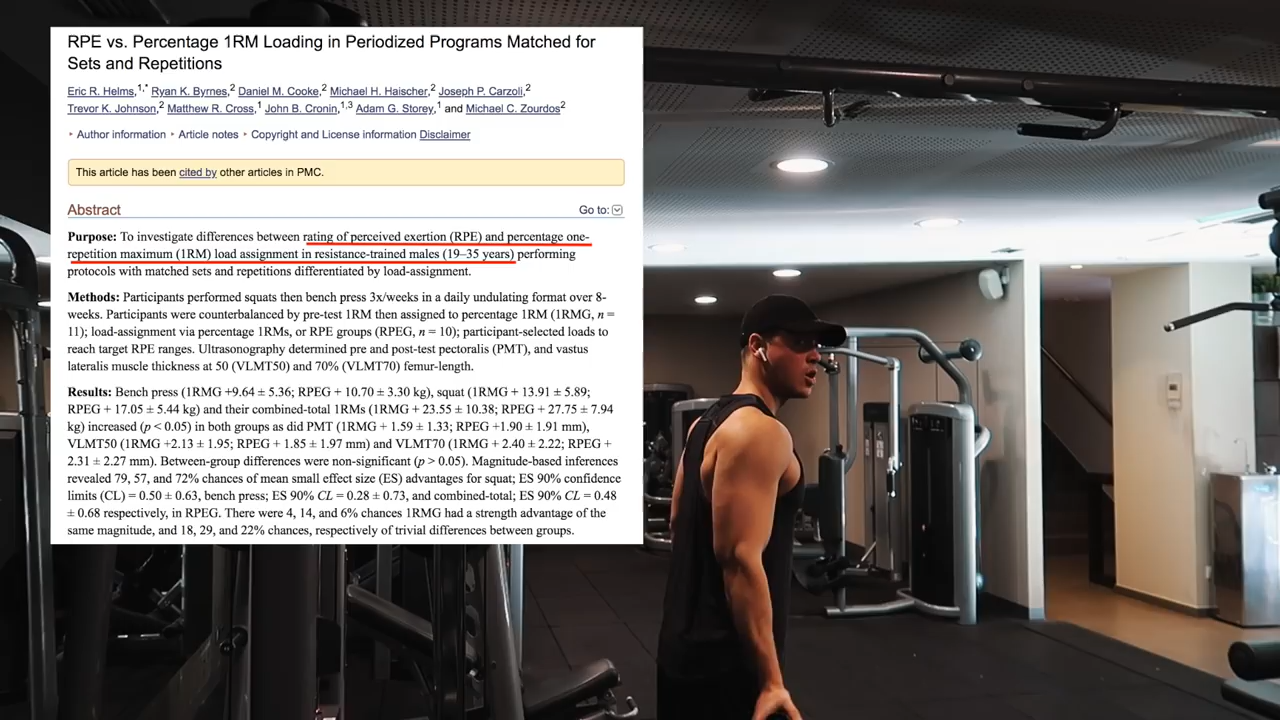 RPE vs. Percentage 1RM Loading in Periodized Programs Matched for
Sets and Repetitions
Eric R. Helms,1,* Ryan K. Byrnes,2 Daniel M. Cooke,2 Michael H. Haischer,2 Joseph P. Carzoli,2
Trevor K. Johnson,2 Matthew R. Cross,1 John B. Cronin,1,3 Adam G. Storey,1 and Michael C. Zourdos2
▸ Author information ▸ Article notes ▸ Copyright and License information Disclaimer
This article has been cited by other articles in PMC.
Abstract Go to:
Purpose: To investigate differences between rating of perceived exertion (RPE) and percentage one-
repetition maximum (1RM) load assignment in resistance-trained males (19–35 years) performing
protocols with matched sets and repetitions differentiated by load-assignment.
Methods: Participants performed squats then bench press 3x/weeks in a daily undulating format over 8-
weeks. Participants were counterbalanced by pre-test 1RM then assigned to percentage 1RM (1RMG, n =
11); load-assignment via percentage 1RMs, or RPE groups (RPEG, n = 10); participant-selected loads to
reach target RPE ranges. Ultrasonography determined pre and post-test pectoralis (PMT), and vastus
lateralis muscle thickness at 50 (VLMT50) and 70% (VLMT70) femur-length.
Results: Bench press (1RMG +9.64 ± 5.36; RPEG + 10.70 ± 3.30 kg), squat (1RMG + 13.91 ± 5.89;
RPEG + 17.05 ± 5.44 kg) and their combined-total 1RMs (1RMG + 23.55 ± 10.38; RPEG + 27.75 ± 7.94
kg) increased (p < 0.05) in both groups as did PMT (1RMG + 1.59 ± 1.33; RPEG +1.90 ± 1.91 mm),
VLMT50 (1RMG +2.13 ± 1.95; RPEG + 1.85 ± 1.97 mm) and VLMT70 (1RMG + 2.40 ± 2.22; RPEG +
2.31 ± 2.27 mm). Between-group differences were non-significant (p > 0.05). Magnitude-based inferences
revealed 79, 57, and 72% chances of mean small effect size (ES) advantages for squat; ES 90% confidence
limits (CL) = 0.50 ± 0.63, bench press; ES 90% CL = 0.28 ± 0.73, and combined-total; ES 90% CL = 0.48
± 0.68 respectively, in RPEG. There were 4, 14, and 6% chances 1RMG had a strength advantage of the
same magnitude, and 18, 29, and 22% chances, respectively of trivial differences between groups.